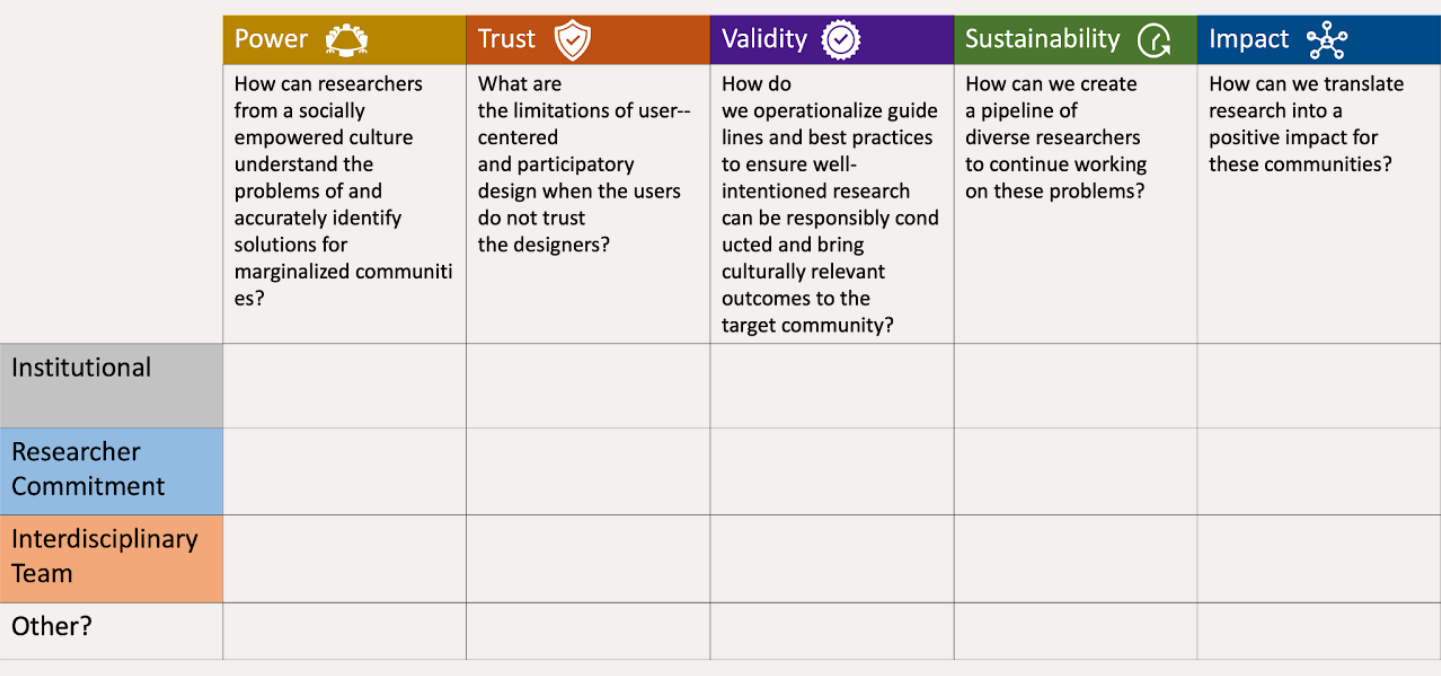 Power
Trust
Validity
Sustainability
Impact
How can researchers
from a socially
empowered culture
understand the
problems of and
accurately identify
solutions for
marginalized communiti
es?
What are
the limitations of user--
centered
and participatory
design when the users
do not trust
the designers?
How do
we operationalize guide
lines and best practices
to ensure well-
intentioned research
can be responsibly cond
ucted and bring
culturally relevant
outcomes to the
target community?
How can we create
a pipeline of
diverse researchers
to continue working
on these problems?
How can we translate
research into a
positive impact for
these communities?
Institutional
Researcher
Commitment
Interdisciplinary
Team
Other?